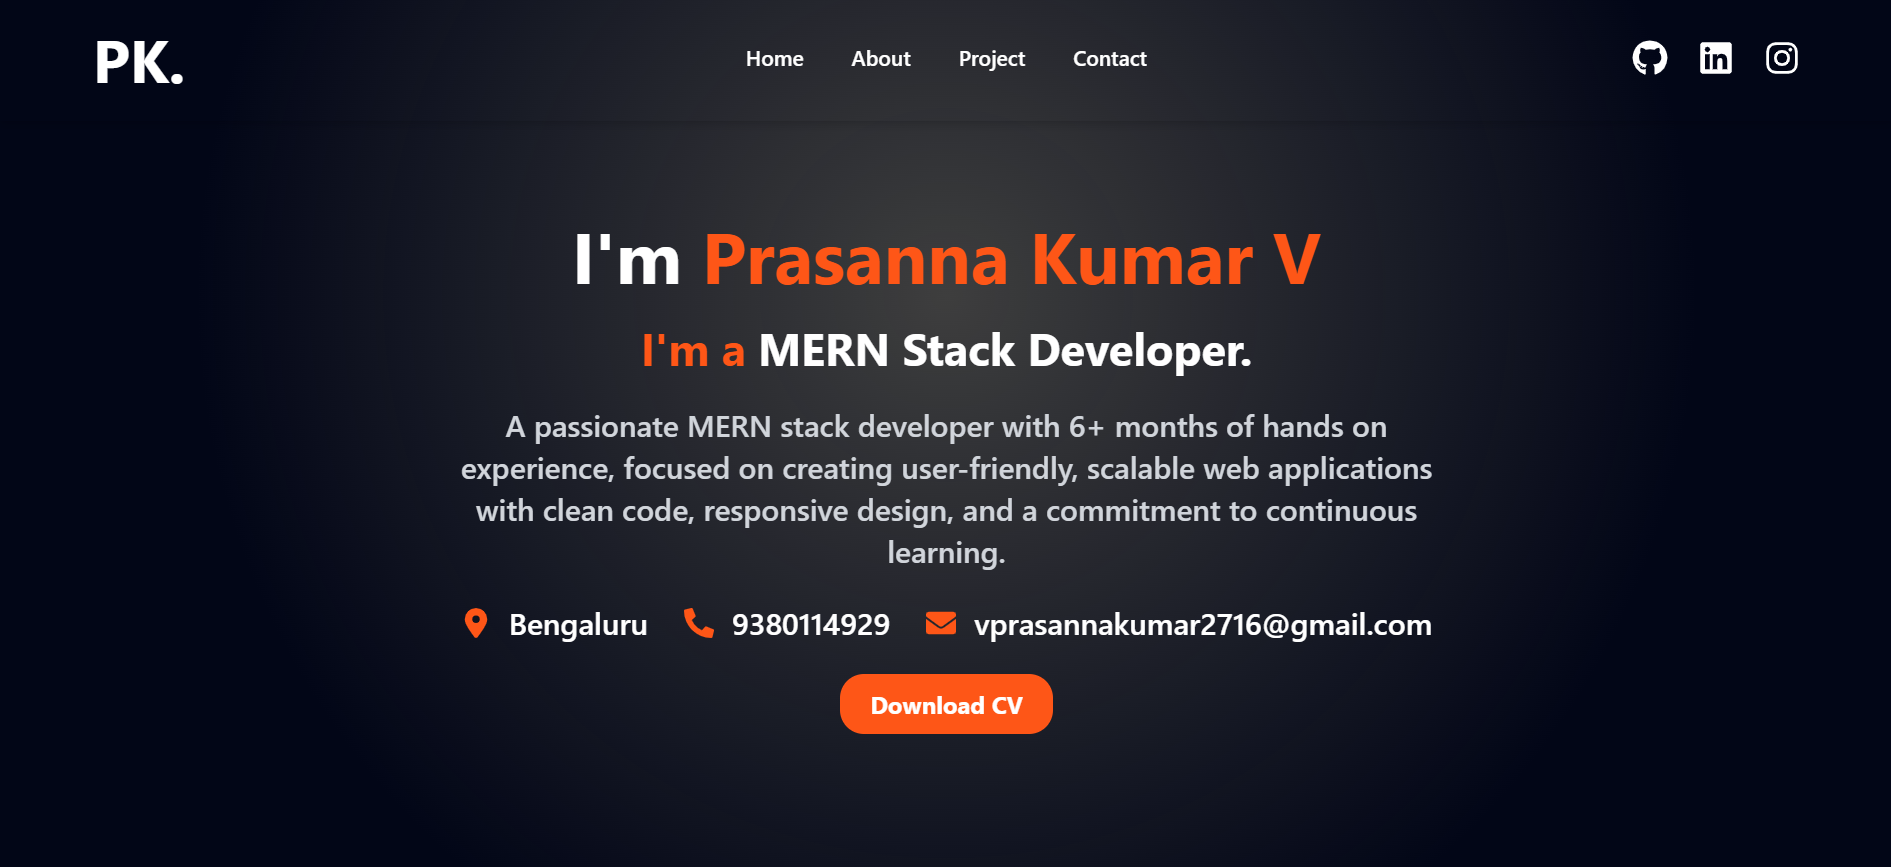 PK.
Home About Project Contact
I'm Prasanna Kumar V
I'm a MERN Stack Developer.
A passionate MERN stack developer with 6+ months of hands on
experience, focused on creating user-friendly, scalable web applications
with clean code, responsive design, and a commitment to continuous
learning.
Bengaluru 9380114929 vprasannakumar2716@gmail.com
Download CV